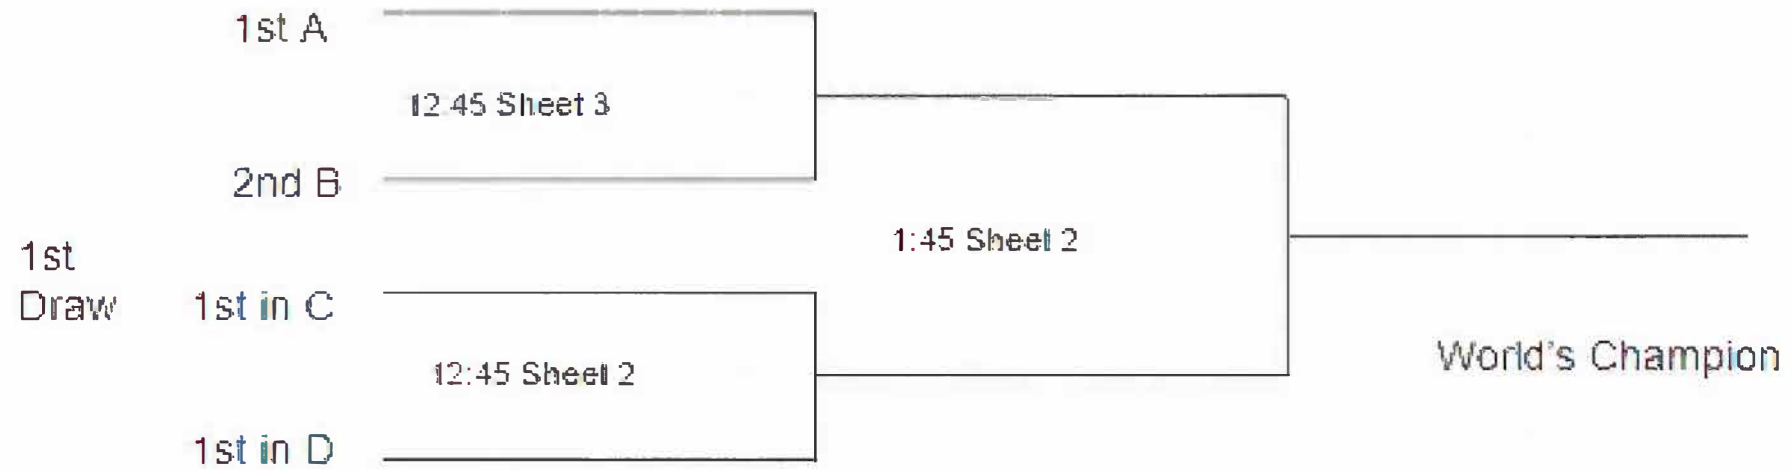 1st A
12.45 Sheet 3
2nd B
1:45 Sheet 2
1st
Draw
1st in C
12:45 Sheet 2
World's Champion
1st in D